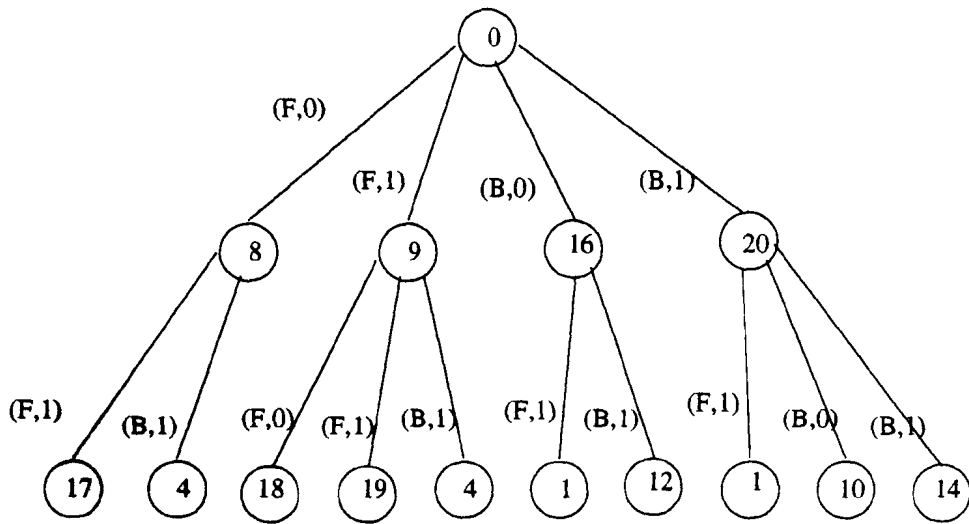 0
(F,0)
(F,1)
(B,0)
(B,1)
8
9
16
20
(F,1)
(B,1)
(F,0)
(F,1)
(B,1)
(F,1)
(B,1)
(F,1)
(B,0)
(B,1)
17
4
18
19
4
1
12
1
10
14